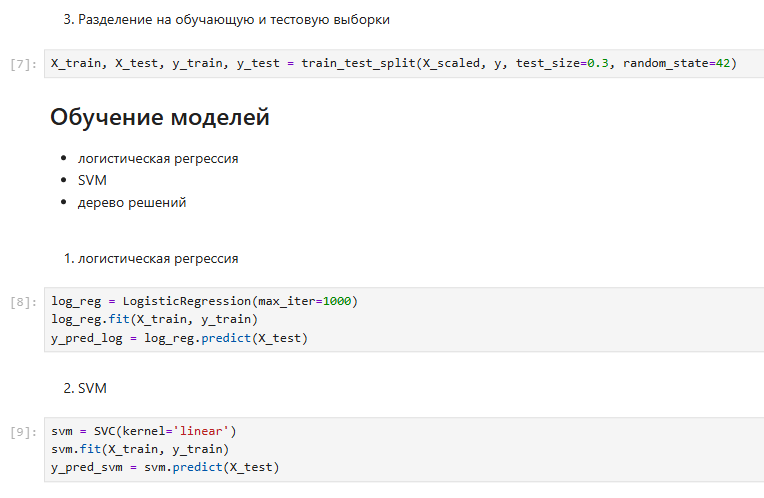 3. Разделение на обучающую и тестовую выборки
[7]: X_train, X_test, y_train, y_test = train_test_split(X_scaled, y, test_size=0.3, random_state=42)
Обучение моделей
• логистическая регрессия
• SVM
• дерево решений
1. логистическая регрессия
[8]: log_reg = LogisticRegression(max_iter=1000)
log_reg.fit(X_train, y_train)
y_pred_log = log_reg.predict(X_test)
2. SVM
[9]: svm = SVC(kernel='linear')
svm.fit(X_train, y_train)
y_pred_svm = svm.predict(X_test)